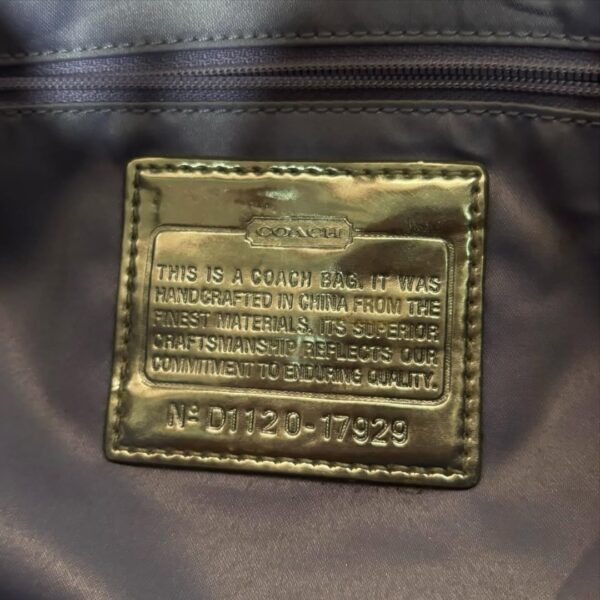 COACH
THIS IS A COACH BAG. IT WAS
HANDCRAFTED IN CHINA FROM THE
FINEST MATERIALS. ITS SUPERIOR
CRAFTSMANSHIP REFLECTS OUR
COMMITMENT TO ENDURING QUALITY.
Nº D1120-17929